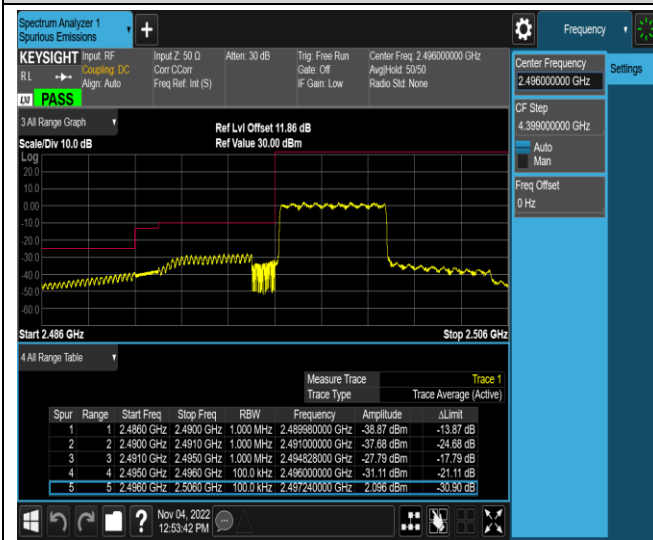 Spectrum Analyzer 1
Spurious Emissions
+
Frequency
KEYSIGHT Input: RF Input Z: 50 Ω Atten: 30 dB Trig: Free Run Center Freq: 2.496000000 GHz
RL Coupling: DC Corr CCorr Gate: Off Avg|Hold: 50/50
Align: Auto Freq Ref: Int (S) IF Gain: Low Radio Std: None
LXI PASS
Center Frequency
2.496000000 GHz
Settings
CF Step
4.399000000 GHz
Auto
Man
Freq Offset
0 Hz
3 All Range Graph
Ref Lvl Offset 11.86 dB
Scale/Div 10.0 dB Ref Value 30.00 dBm
Log
20.0
10.0
0.00
-10.0
-20.0
-30.0
-40.0
-50.0
-60.0
Start 2.486 GHz Stop 2.506 GHz
4 All Range Table
Measure Trace Trace 1
Trace Type Trace Average (Active)
Spur Range Start Freq Stop Freq RBW Frequency Amplitude ΔLimit
1 1 2.4860 GHz 2.4900 GHz 1.000 MHz 2.489980000 GHz -38.87 dBm -13.87 dB
2 2 2.4900 GHz 2.4910 GHz 1.000 MHz 2.491000000 GHz -37.68 dBm -24.68 dB
3 3 2.4910 GHz 2.4950 GHz 1.000 MHz 2.494828000 GHz -27.79 dBm -17.79 dB
4 4 2.4950 GHz 2.4960 GHz 100.0 kHz 2.496000000 GHz -31.11 dBm -21.11 dB
5 5 2.4960 GHz 2.5060 GHz 100.0 kHz 2.497240000 GHz 2.096 dBm -30.90 dB
? Nov 04, 2022
12:53:42 PM